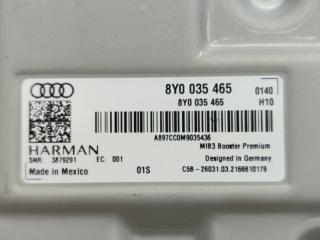 8Y0 035 465 0140
8Y0 035 465 H10
A897CC0M9035436
HARMAN MIB3 Booster Premium
SNR: 3879291 EC: 001 Designed in Germany
Made in Mexico 01S C58-26031.03.2166610179